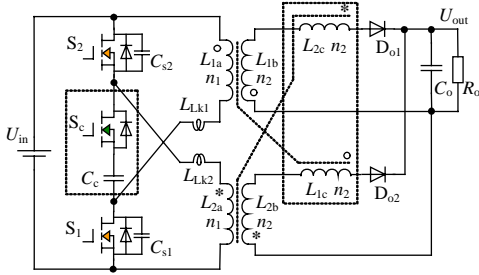 * L2c n2 Do1 Uout
S2 Cs2 L1a n1 L1b n2 Co Ro
LLk1
Uin Sc Cc
LLk2
* L2a n1 L2b n2 * L1c n2 Do2
S1 Cs1